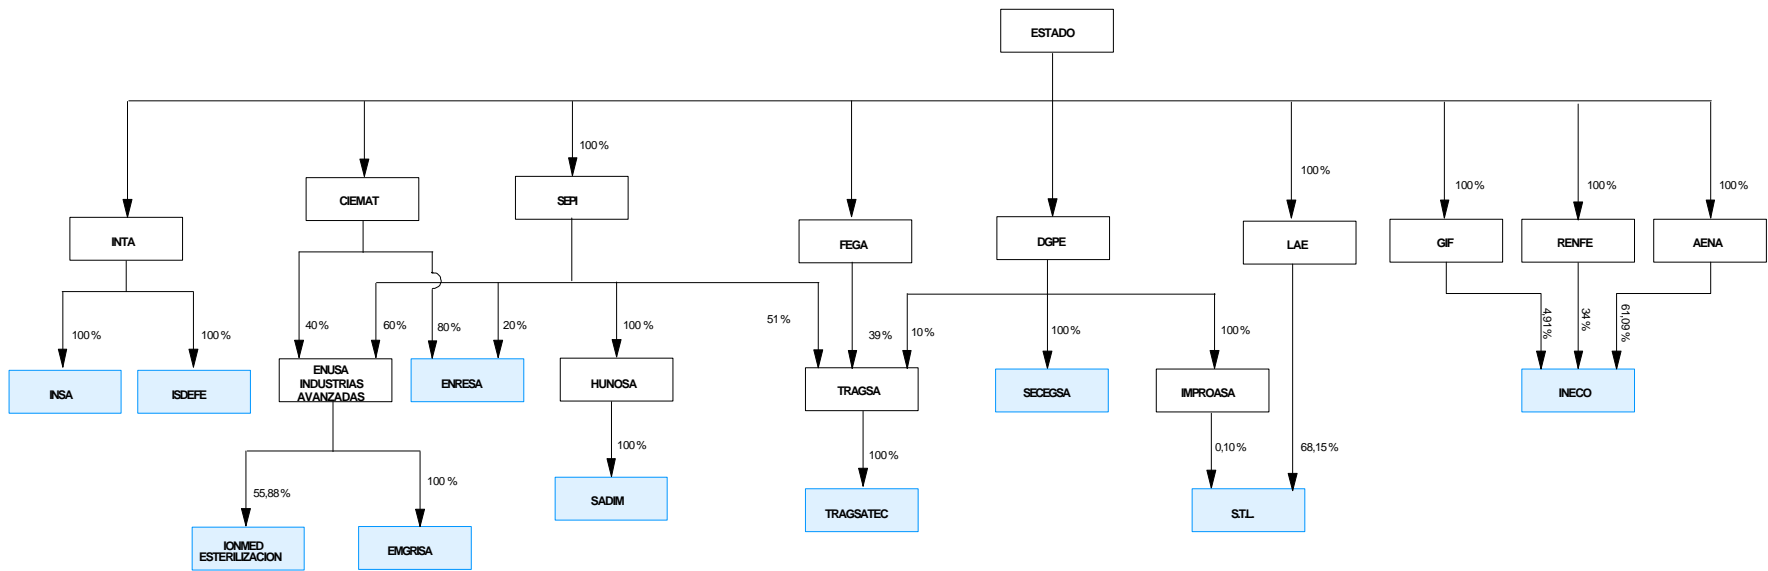 ESTADO
100%
CIEMAT
SEPI
100%
100%
100%
100%
INTA
FEGA
DGPE
LAE
GIF
RENFE
AENA
100%
100%
40%
60%
80%
20%
100%
51%
39%
10%
100%
100%
4,91%
34%
61,09%
INSA
ISDEFE
ENUSA
INDUSTRIAS
AVANZADAS
ENRESA
HUNOSA
TRAGSA
SECEGSA
IMPROASA
INECO
55,88%
100%
100%
100%
0,10%
68,15%
SADIM
TRAGSATEC
S.T.L.
IONMED
ESTERILIZACION
EMGRISA